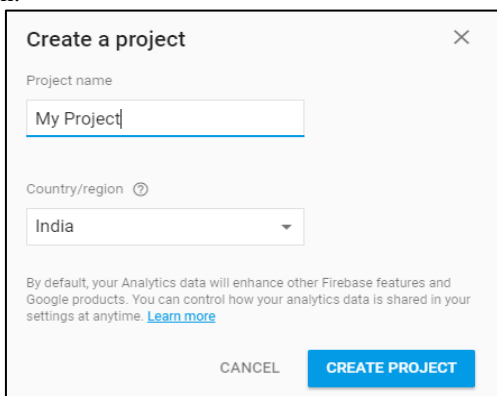 Create a project
Project name
My Project
Country/region
India
By default, your Analytics data will enhance other Firebase features and
Google products. You can control how your analytics data is shared in your
settings at anytime. Learn more
CANCEL CREATE PROJECT